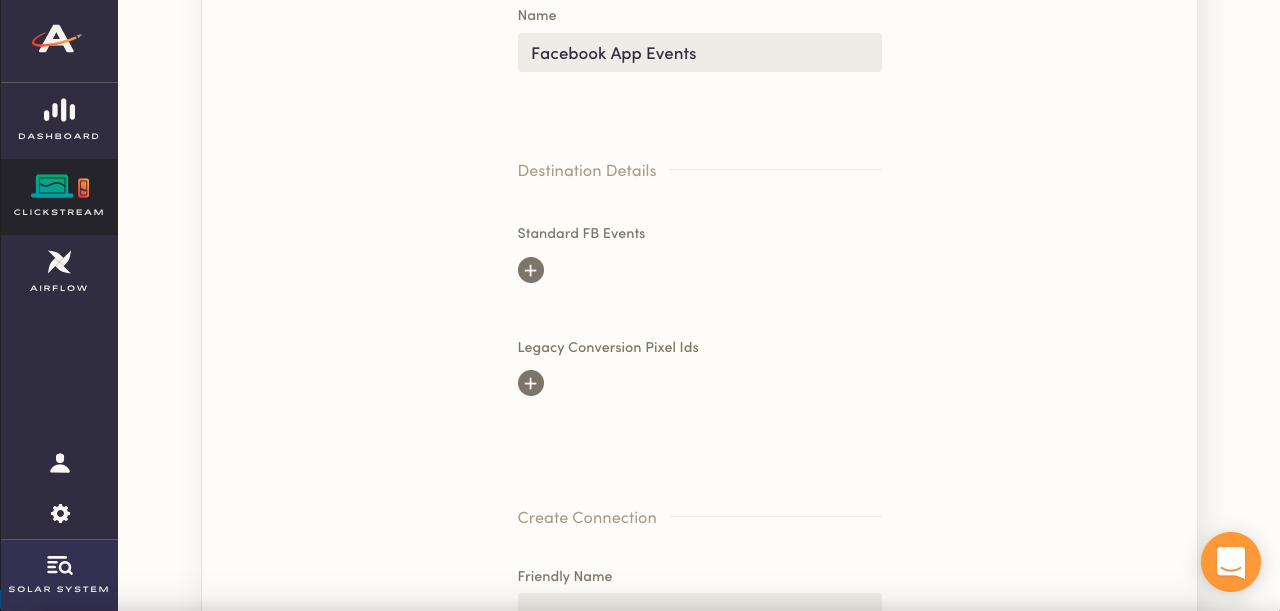 Name
Facebook App Events
DASHBOARD
Destination Details
CLICKSTREAM
Standard FB Events
AIRFLOW
Legacy Conversion Pixel Ids
Create Connection
Friendly Name
SOLAR SYSTEM